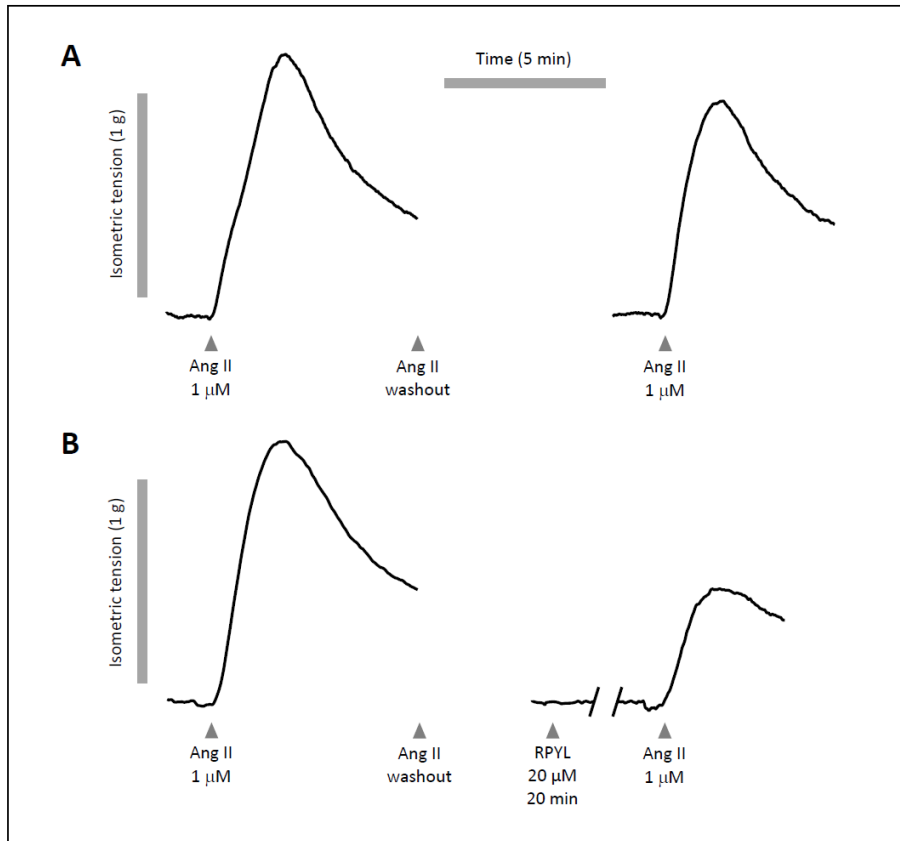 A
Time (5 min)
Isometric tension (1 g)
Ang II
1 μM
Ang II
washout
Ang II
1 μM
B
Isometric tension (1 g)
Ang II
1 μM
Ang II
washout
RPYL
20 μM
20 min
Ang II
1 μM